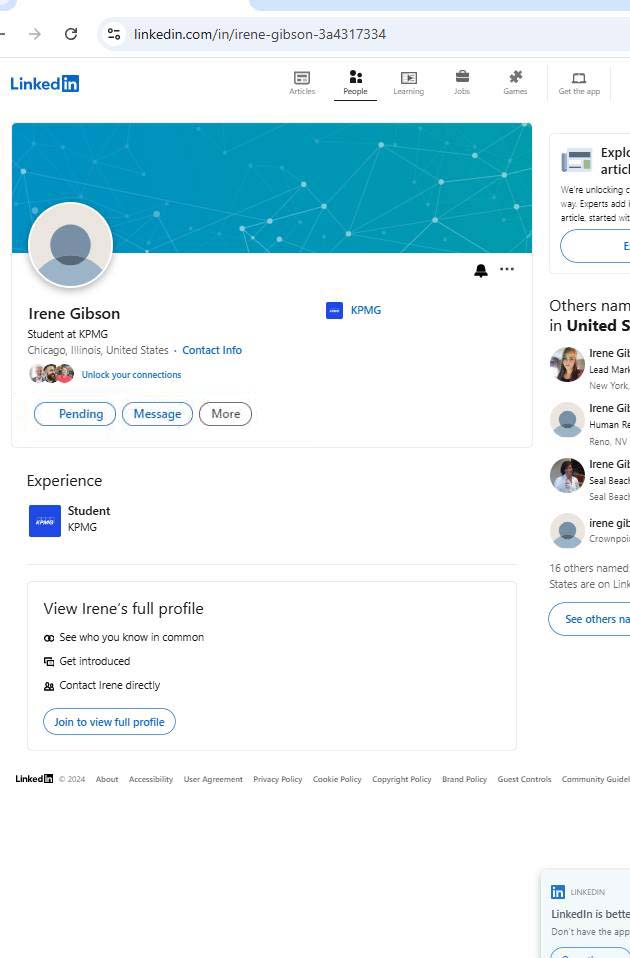 linkedin.com/in/irene-gibson-3a4317334
Linkedin
Articles
People
Learning
Jobs
Games
Get the app
Irene Gibson
KPMG
Student at KPMG
Chicago, Illinois, United States · Contact Info
Unlock your connections
Pending
Message
More
Experience
Student
KPMG
KPMG
View Irene's full profile
See who you know in common
Get introduced
Contact Irene directly
Join to view full profile
Explo
articl
We're unlocking c
way. Experts add i
article, started wit
E
Others nam
in United S
Irene Gib
Lead Mark
New York,
Irene Gib
Human Re
Reno, NV
Irene Gib
Seal Beac
Seal Beach
irene gib
Crownpoin
16 others named
States are on Link
See others na
Linkedin © 2024 About Accessibility User Agreement Privacy Policy Cookie Policy Copyright Policy Brand Policy Guest Controls Community Guidel
in LINKEDIN
LinkedIn is bette
Don't have the app